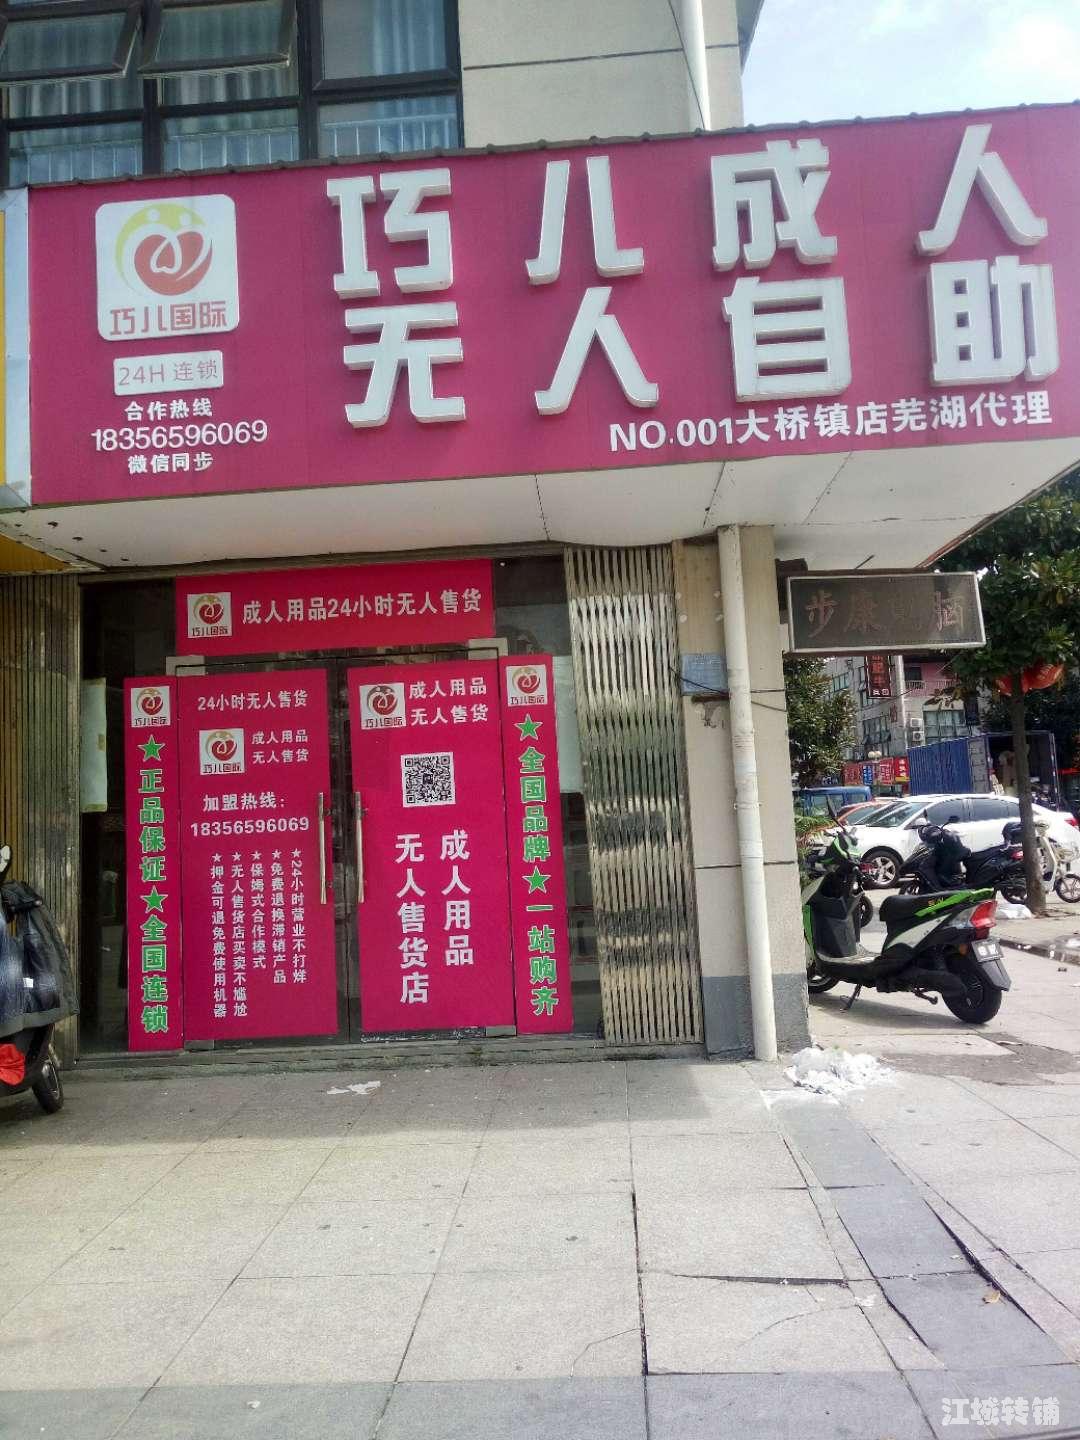 巧儿成人
无人自助
巧儿国际
24H 连锁
合作热线
18356596069
微信同步
NO.001大桥镇店芜湖代理
巧儿国际
成人用品24小时无人售货
巧儿国际
★正品保证★全国连锁
24小时无人售货
巧儿国际
成人用品
无人售货
加盟热线：
18356596069
★24小时营业不打烊
★免费退换滞销产品
★保姆式合作模式
★无人售货店买卖不尴尬
★押金可退免费使用机器
巧儿国际
成人用品
无人售货
成人用品
无人售货店
巧儿国际
★全国品牌★一站购齐
步康
江城转铺